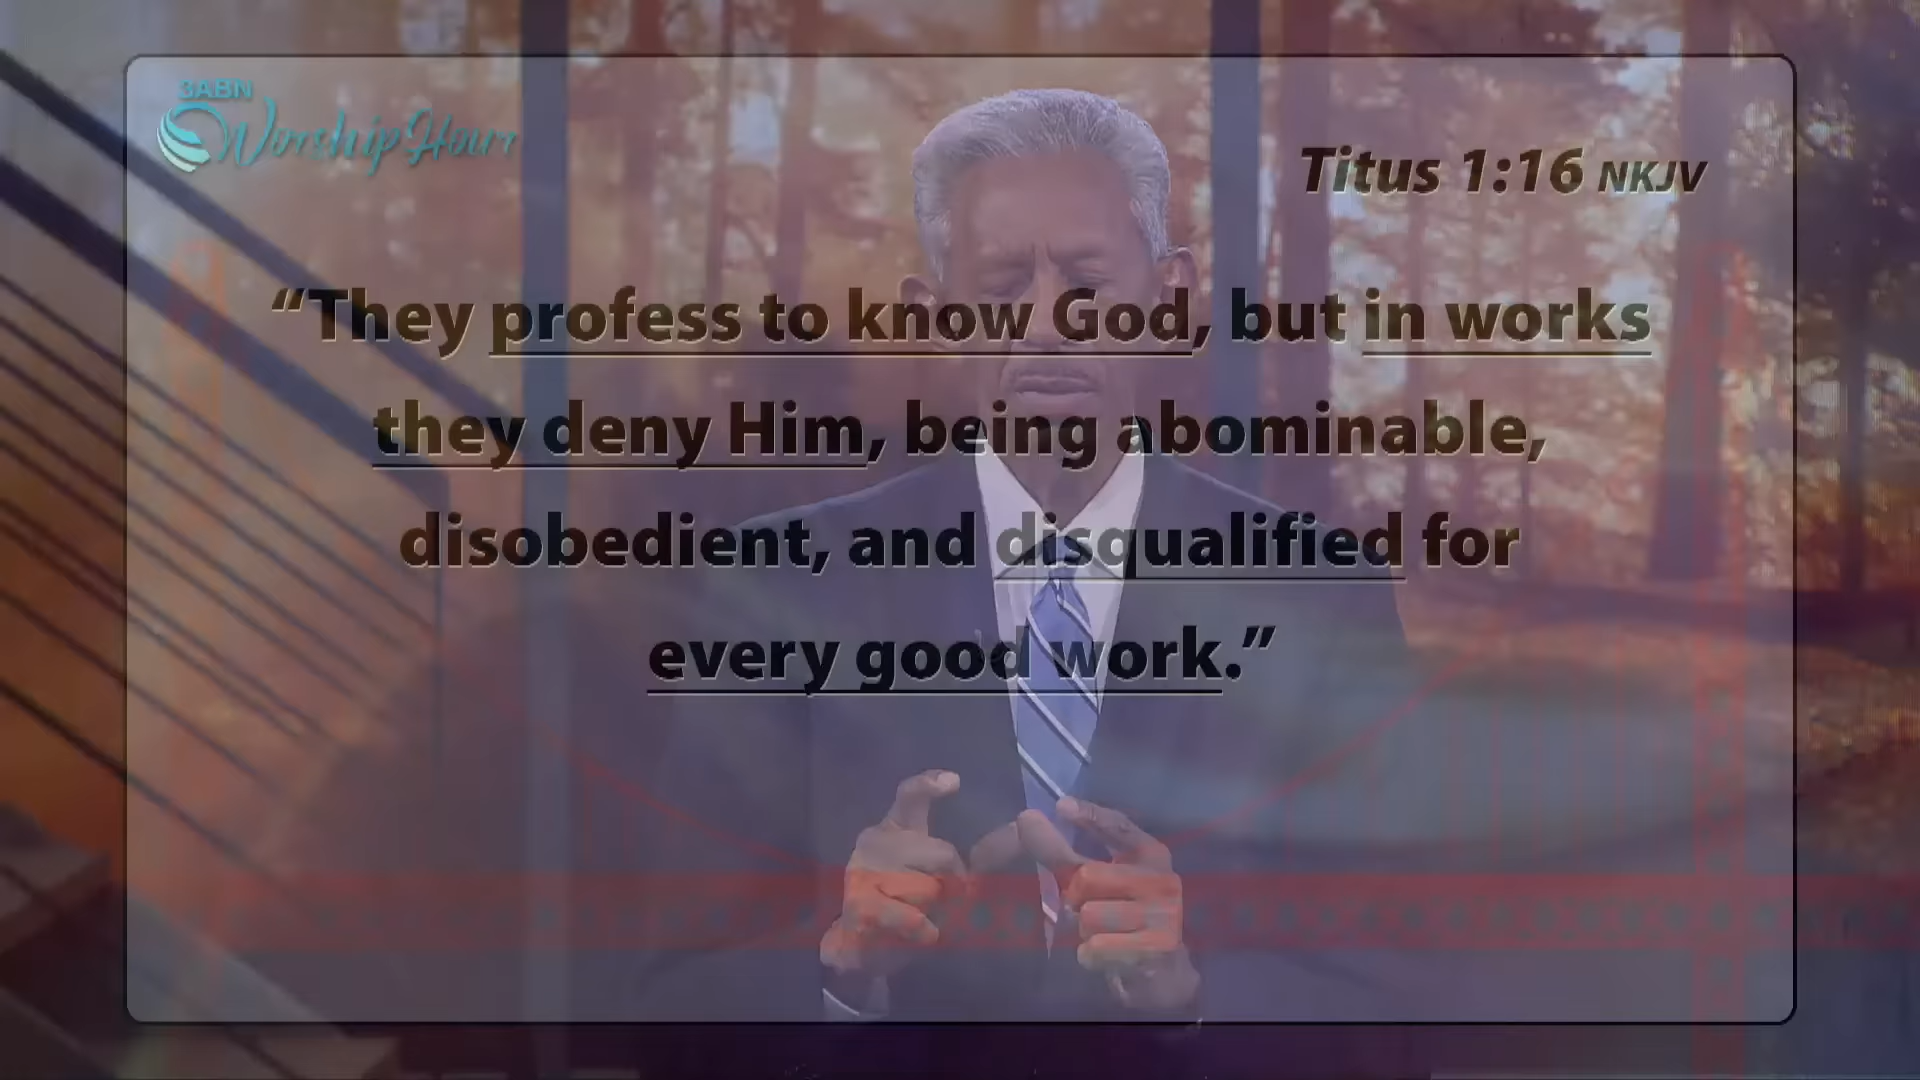 3ABN
Worship Hour
Titus 1:16 NKJV
“They profess to know God, but in works
they deny Him, being abominable,
disobedient, and disqualified for
every good work.”